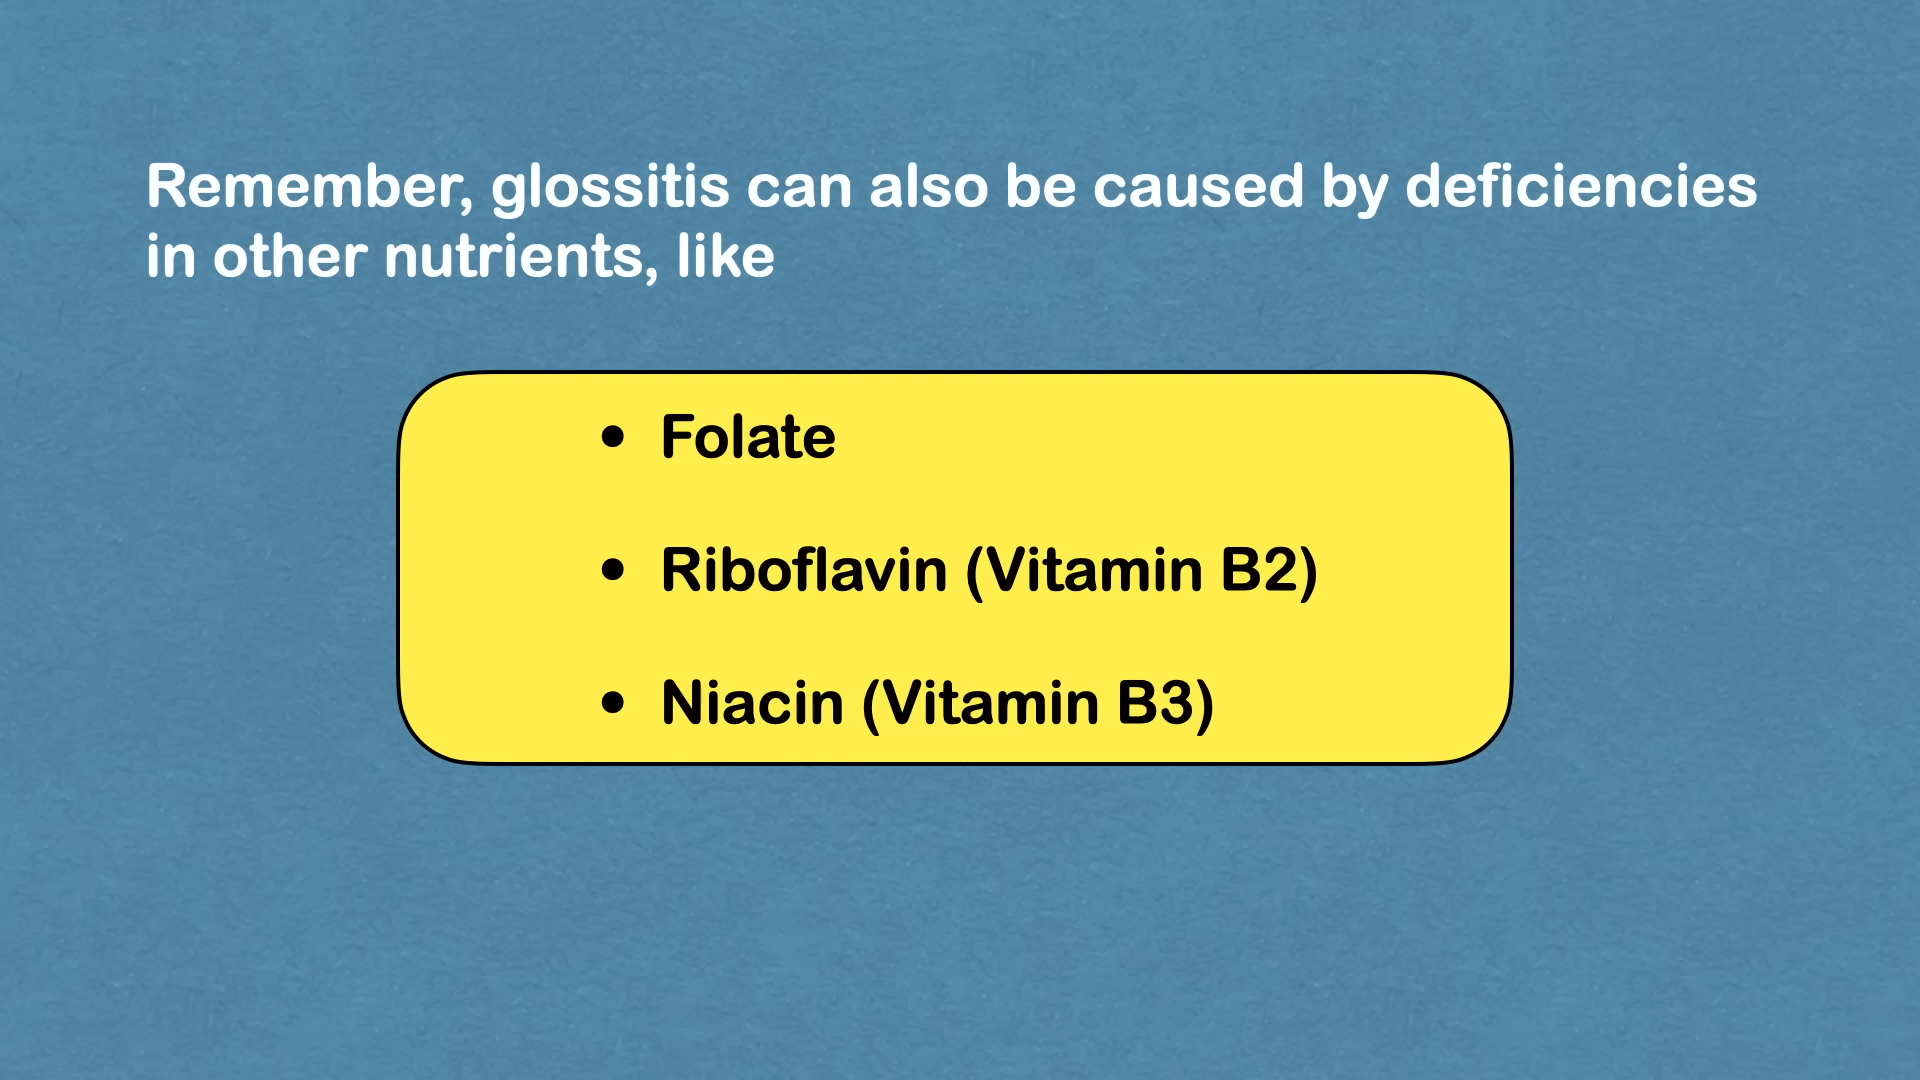 Remember, glossitis can also be caused by deficiencies
in other nutrients, like
• Folate
• Riboflavin (Vitamin B2)
• Niacin (Vitamin B3)